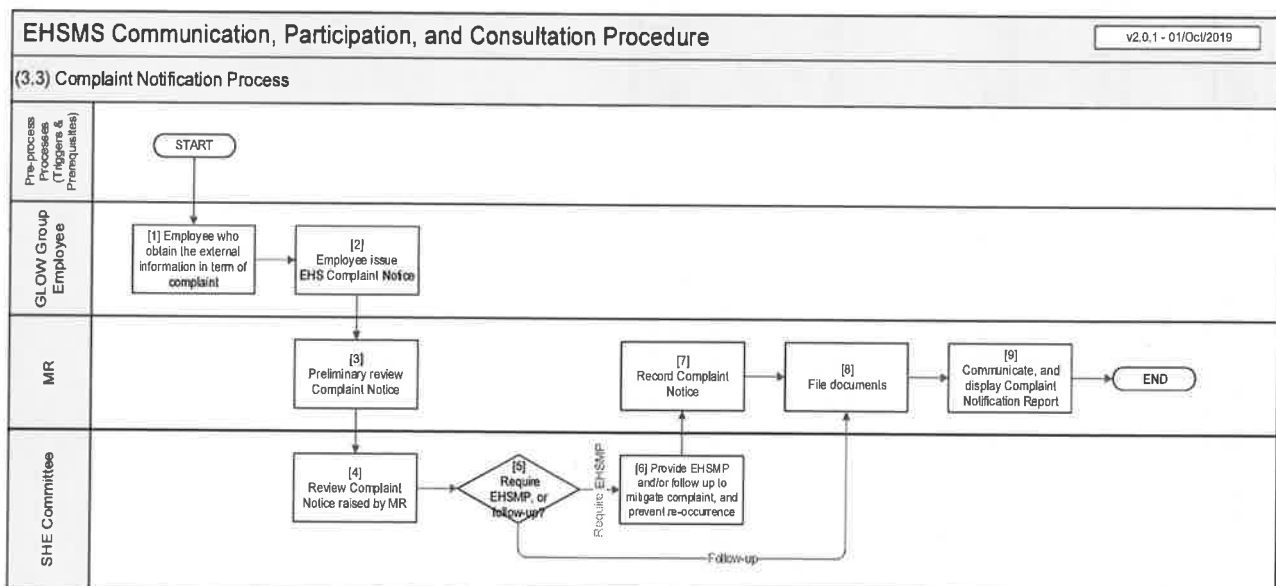 EHSMS Communication, Participation, and Consultation Procedure
v2.0.1 - 01/Oct/2019
(3.3) Complaint Notification Process
Pre-process
Processes
(Triggers &
Prerequisites)
START
GLOW Group
Employee
[1] Employee who
obtain the external
information in term of
complaint
[2]
Employee issue
EHS Complaint Notice
MR
[3]
Preliminary review
Complaint Notice
[7]
Record Complaint
Notice
[8]
File documents
[9]
Communicate, and
display Complaint
Notification Report
END
SHE Committee
[4]
Review Complaint
Notice raised by MR
[5]
Require
EHSMP, or
follow-up?
Require EHSMP
[6] Provide EHSMP
and/or follow up to
mitigate complaint, and
prevent re-occurrence
Follow-up